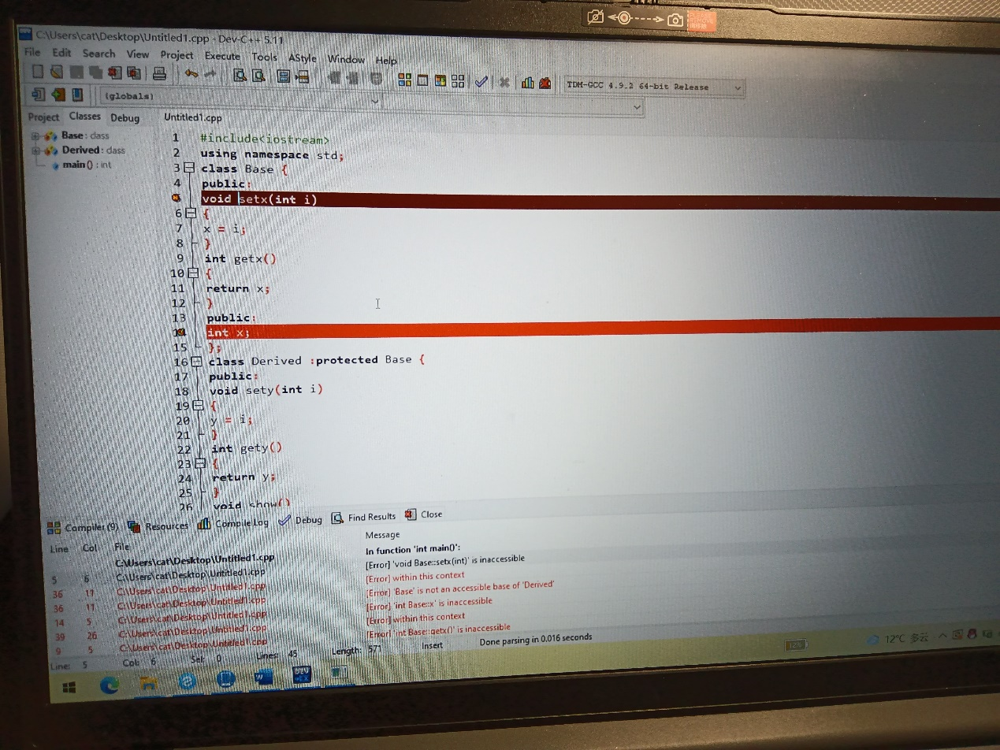 C:\Users\cat\Desktop\Untitled1.cpp - Dev-C++ 5.11
File Edit Search View Project Execute Tools AStyle Window Help
TDM-GCC 4.9.2 64-bit Release
(globals)
Project Classes Debug
Untitled1.cpp
Base : class
Derived : class
main() : int
1 #include<iostream>
2 using namespace std;
3 class Base {
4 public:
void setx(int i)
6 {
7 x = i;
8 }
9 int getx()
10 {
11 return x;
12 }
13 public:
int x;
15 };
16 class Derived :protected Base {
17 public:
18 void sety(int i)
19 {
20 y = i;
21 }
22 int gety()
23 {
24 return y;
25 }
26 void show()
Compiler (9) Resources Compile Log Debug Find Results Close
Line Col File Message
C:\Users\cat\Desktop\Untitled1.cpp In function 'int main()':
5 6 C:\Users\cat\Desktop\Untitled1.cpp [Error] 'void Base::setx(int)' is inaccessible
36 11 C:\Users\cat\Desktop\Untitled1.cpp [Error] within this context
36 11 C:\Users\cat\Desktop\Untitled1.cpp [Error] 'Base' is not an accessible base of 'Derived'
14 5 C:\Users\cat\Desktop\Untitled1.cpp [Error] 'int Base::x' is inaccessible
39 26 C:\Users\cat\Desktop\Untitled1.cpp [Error] within this context
9 5 C:\Users\cat\Desktop\Untitled1.cpp [Error] 'int Base::getx()' is inaccessible
Line: 5 Col: 6 Sel: 0 Lines: 45 Length: 571 Insert Done parsing in 0.016 seconds
12%
12°C 多云